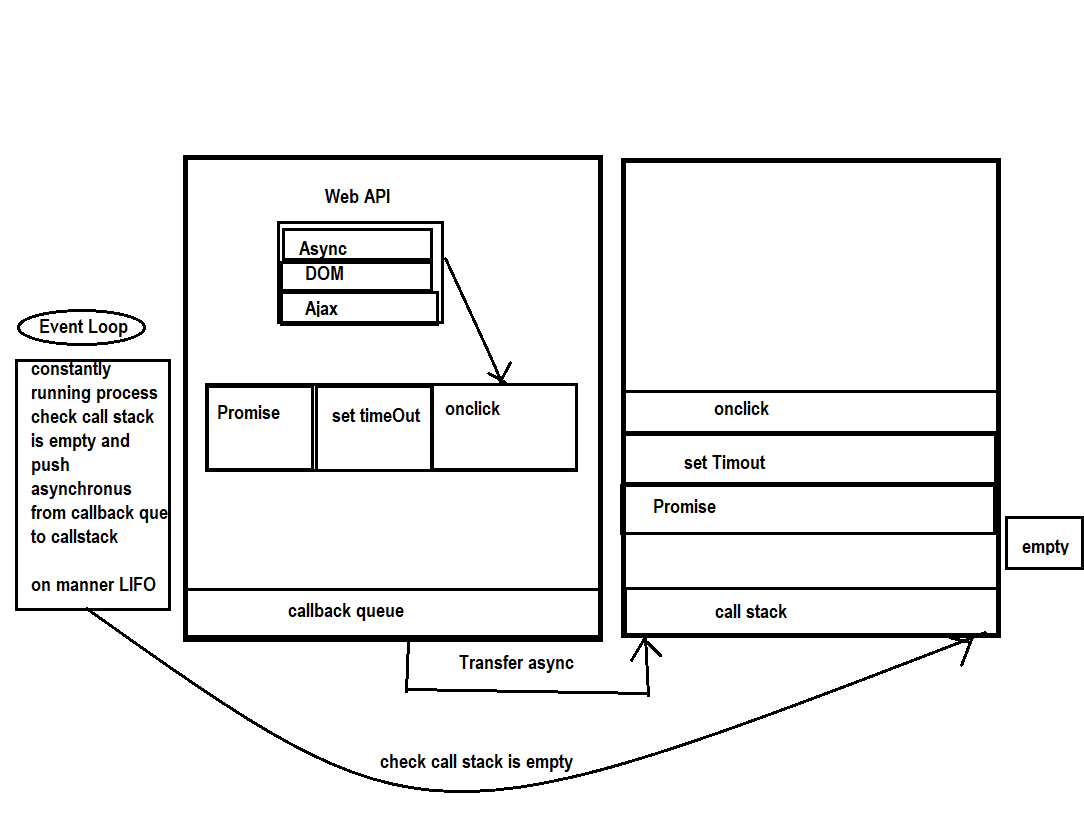 Web API
Async
DOM
Ajax
Event Loop
constantly
running process
check call stack
is empty and
push
asynchronus
from callback que
to callstack
on manner LIFO
Promise
set timeOut
onclick
callback queue
onclick
set Timout
Promise
empty
call stack
Transfer async
check call stack is empty